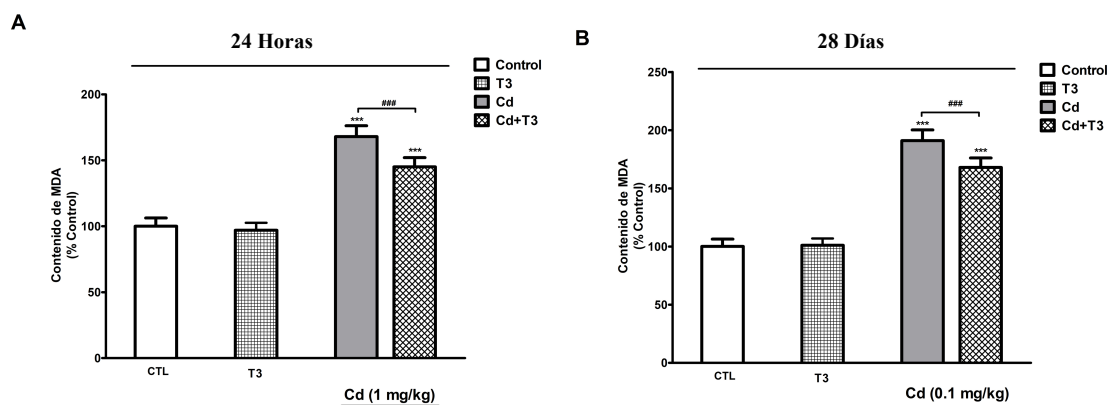 A
24 Horas
Control
T3
Cd
Cd+T3
Contenido de MDA
(% Control)
200
150
100
50
0
***
###
***
CTL
T3
Cd (1 mg/kg)
B
28 Días
Control
T3
Cd
Cd+T3
Contenido de MDA
(% Control)
250
200
150
100
50
0
***
###
***
CTL
T3
Cd (0.1 mg/kg)